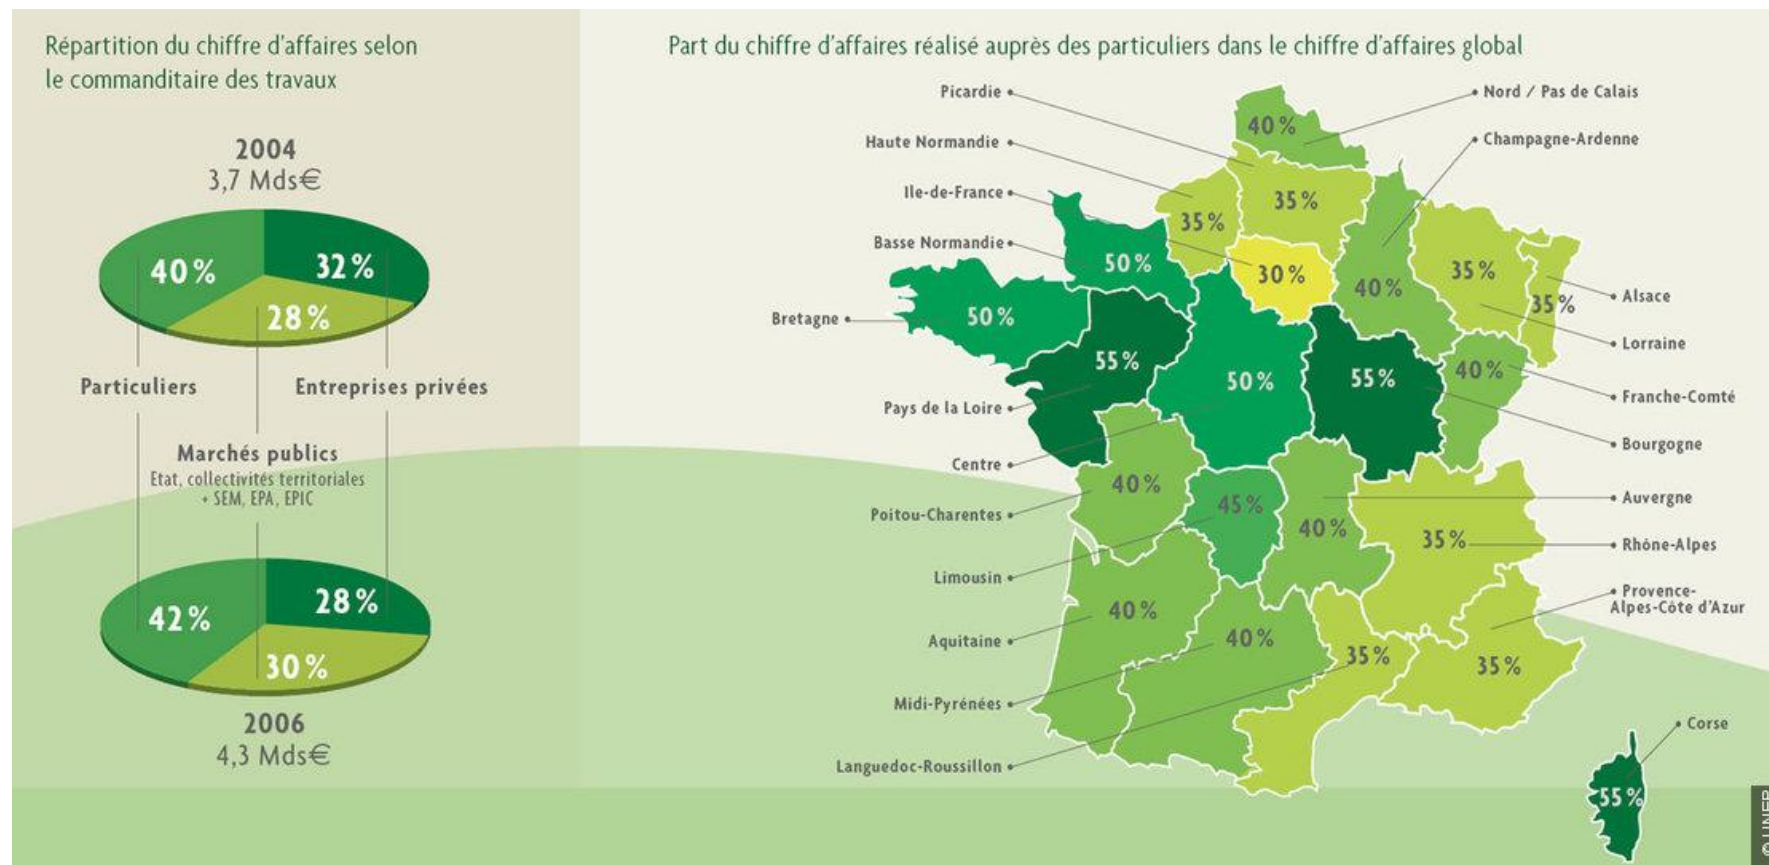 Répartition du chiffre d'affaires selon
le commanditaire des travaux
2004
3,7 Mds€
40%
32%
28%
Particuliers
Entreprises privées
Marchés publics
Etat, collectivités territoriales
+ SEM, EPA, EPIC
42%
28%
30%
2006
4,3 Mds€
Part du chiffre d'affaires réalisé auprès des particuliers dans le chiffre d'affaires global
Picardie
Nord / Pas de Calais
40%
Haute Normandie
Champagne-Ardenne
Ile-de-France
35%
35%
Basse Normandie
50%
30%
40%
35%
35%
Alsace
Bretagne
50%
Lorraine
55%
50%
55%
40%
Franche-Comté
Pays de la Loire
Bourgogne
Centre
40%
45%
40%
Auvergne
Poitou-Charentes
35%
Rhône-Alpes
Limousin
Provence-
Alpes-Côte d'Azur
Aquitaine
40%
40%
35%
35%
Midi-Pyrénées
Corse
Languedoc-Roussillon
55%
© UNEP